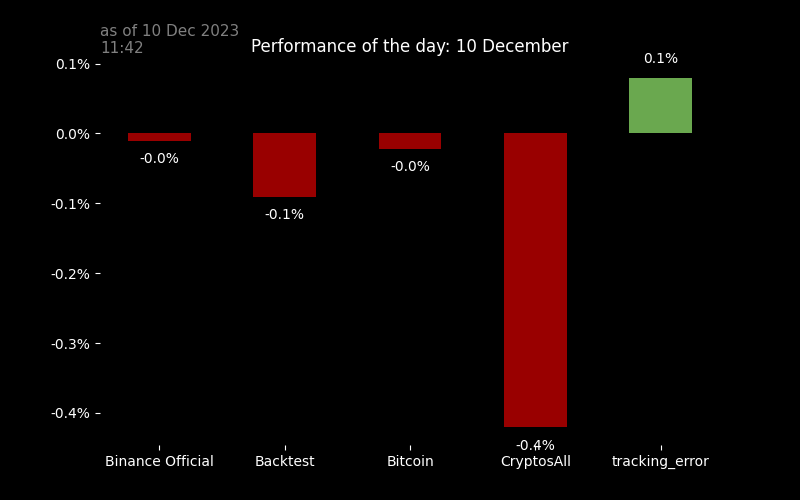 as of 10 Dec 2023
11:42
Performance of the day: 10 December
0.1%
0.0%
-0.1%
-0.2%
-0.3%
-0.4%
-0.0%
-0.1%
-0.0%
-0.4%
0.1%
Binance Official
Backtest
Bitcoin
CryptosAll
tracking_error